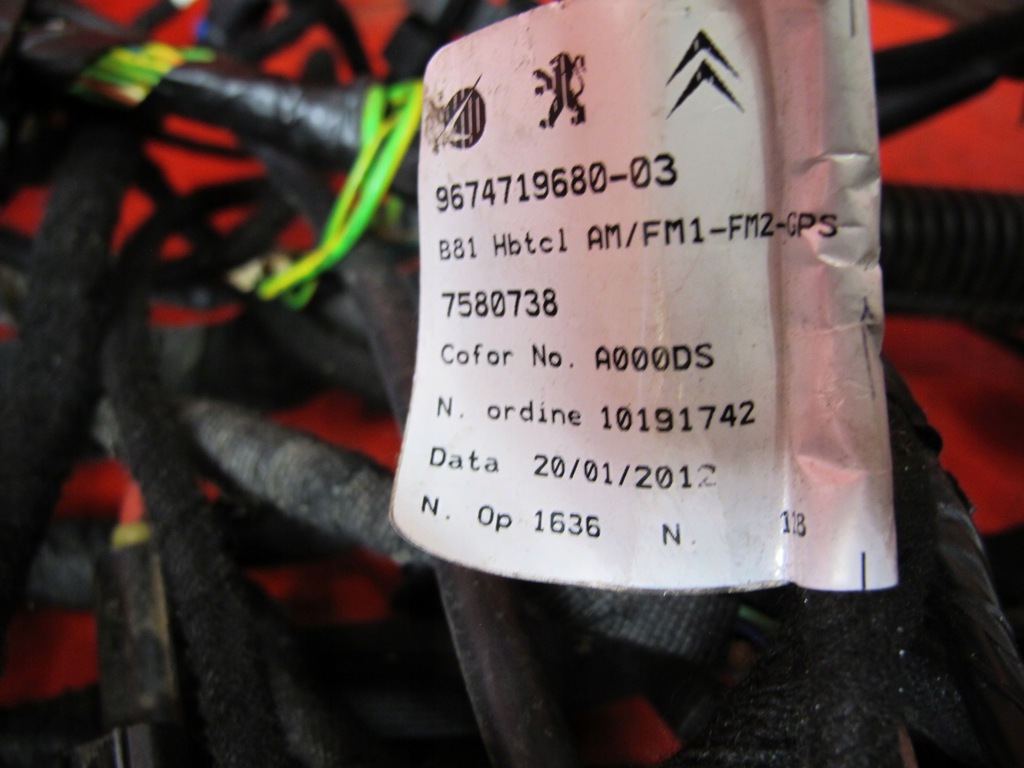 9674719680-03
B81 Hbtcl AM/FM1-FM2-GPS
7580738
Cofor No. A000DS
N. ordine 10191742
Data 20/01/2012
N. Op 1636 N. 118